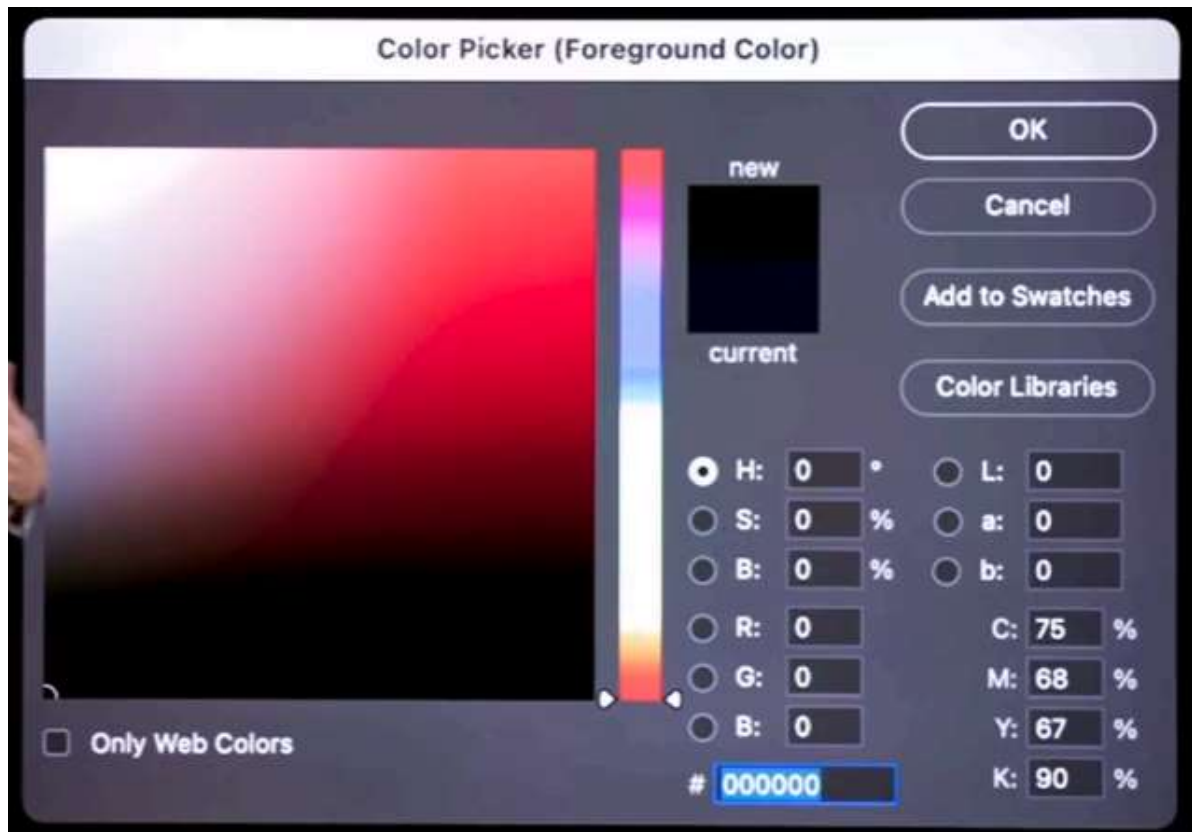 Color Picker (Foreground Color)
OK
new
Cancel
Add to Swatches
current
Color Libraries
H: 0 °
L: 0
S: 0 %
a: 0
B: 0 %
b: 0
R: 0
C: 75 %
G: 0
M: 68 %
B: 0
Y: 67 %
Only Web Colors
# 000000
K: 90 %